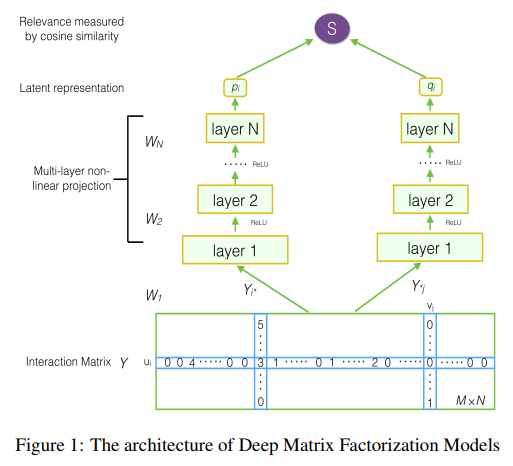 Relevance measured
by cosine similarity
S
Latent representation
pi
qj
WN
layer N
layer N
······ ReLU
······ ReLU
Multi-layer non-
linear projection
W2
layer 2
layer 2
ReLU
ReLU
layer 1
layer 1
W1
Yi*
Y*j
vj
5
0
Interaction Matrix Y ui 0 0 4 ······ 0 0 3 1 ······ 0 1 ······ 2 0 ······ 0 ······ 0 0
0
1
M×N
Figure 1: The architecture of Deep Matrix Factorization Models